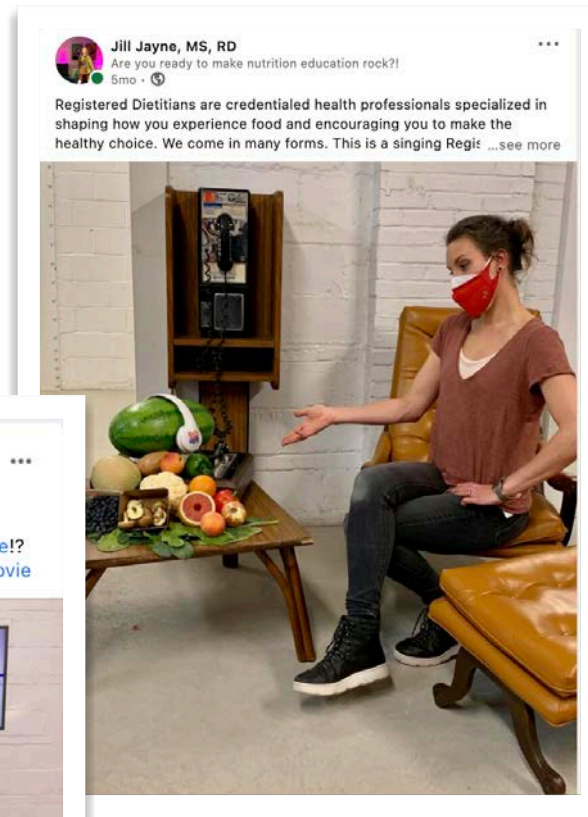 Jill Jayne, MS, RD
Are you ready to make nutrition education rock?!
5mo •
Registered Dietitians are credentialed health professionals specialized in
shaping how you experience food and encouraging you to make the
healthy choice. We come in many forms. This is a singing Regis ...see more
e!?
ovie